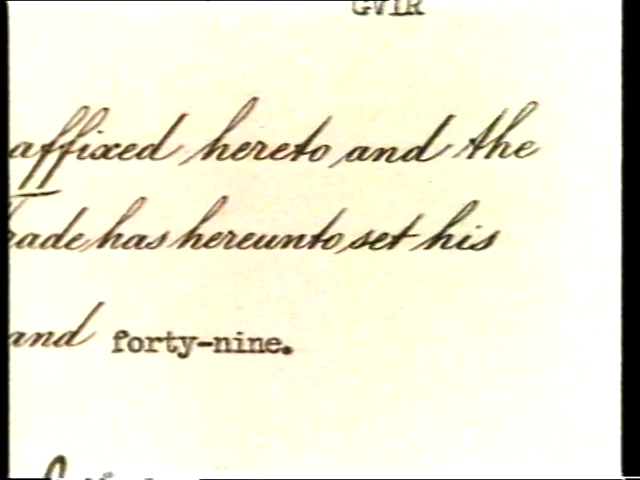 GVIR
affixed hereto and the
rade has hereunto set his
and forty-nine.